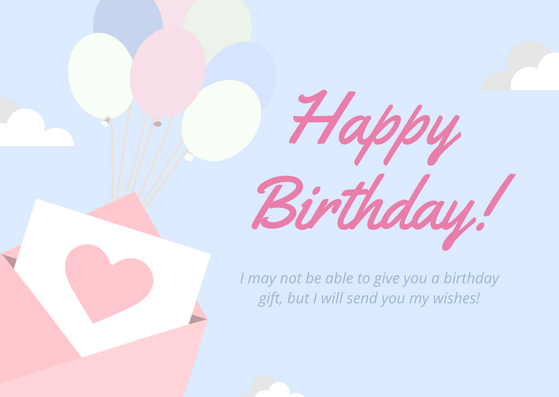 Happy
Birthday!
I may not be able to give you a birthday
gift, but I will send you my wishes!